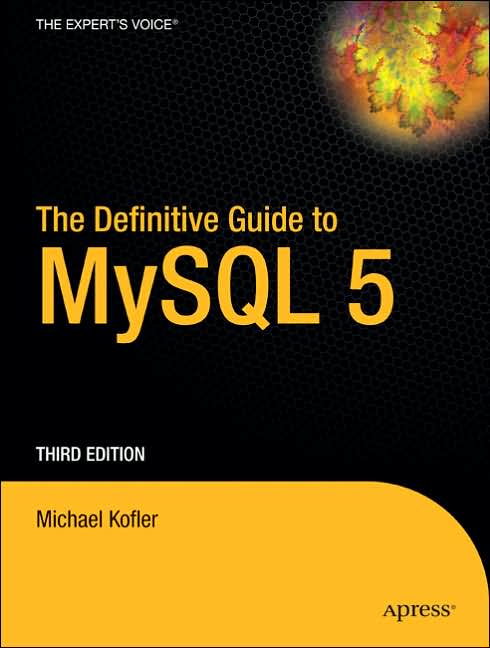 THE EXPERT'S VOICE®
The Definitive Guide to
MySQL 5
THIRD EDITION
Michael Kofler
Apress®